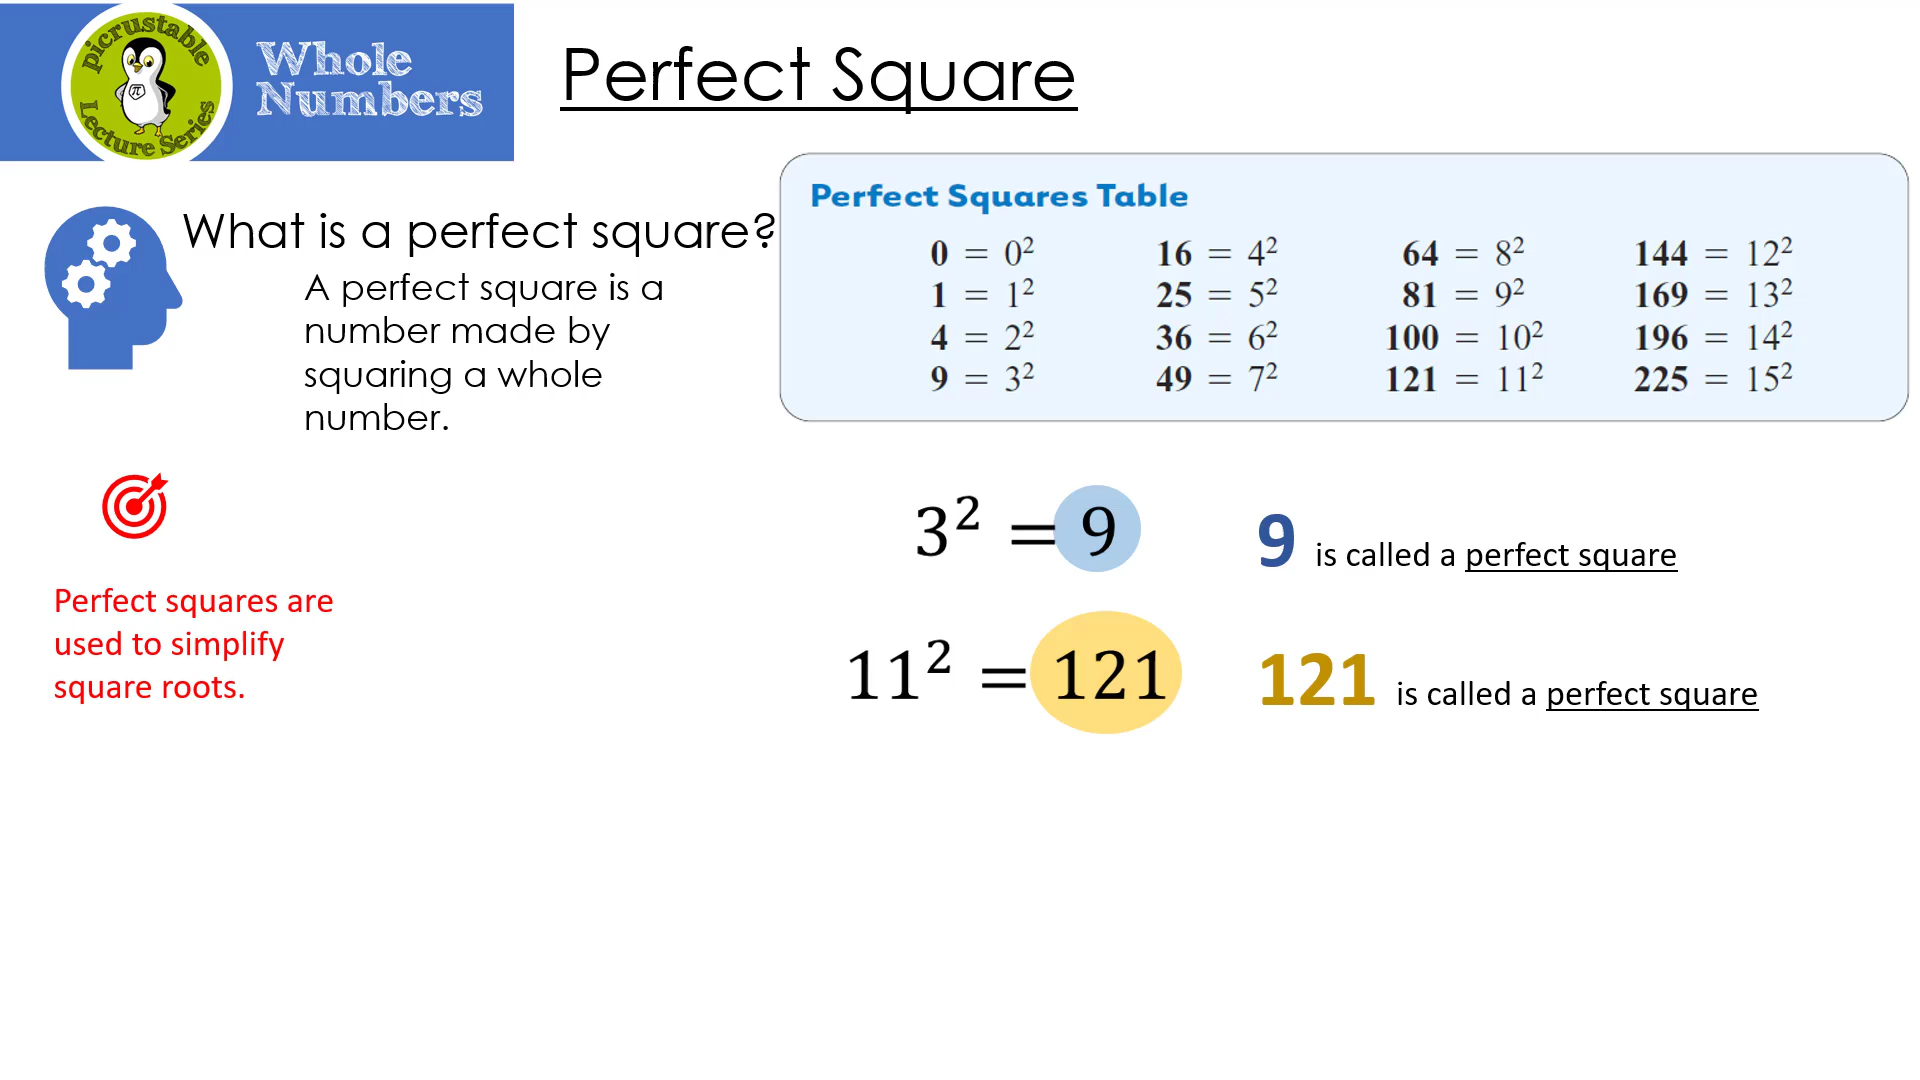 picrustable
Lecture Series
π
Whole
Numbers
Perfect Square
What is a perfect square?
A perfect square is a
number made by
squaring a whole
number.
Perfect Squares Table
0 = 0² 16 = 4² 64 = 8² 144 = 12²
1 = 1² 25 = 5² 81 = 9² 169 = 13²
4 = 2² 36 = 6² 100 = 10² 196 = 14²
9 = 3² 49 = 7² 121 = 11² 225 = 15²
3² = 9 9 is called a perfect square
Perfect squares are
used to simplify
square roots.
11² = 121 121 is called a perfect square